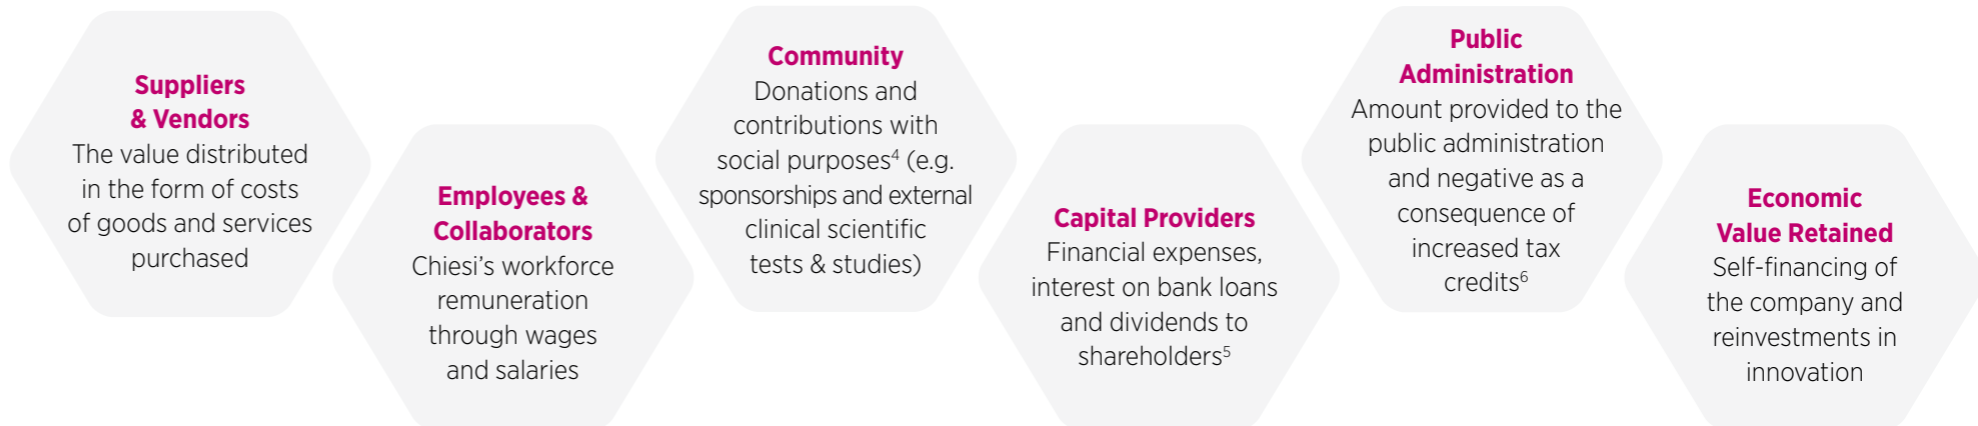 Suppliers
& Vendors
The value distributed
in the form of costs
of goods and services
purchased
Employees &
Collaborators
Chiesi’s workforce
remuneration
through wages
and salaries
Community
Donations and
contributions with
social purposes⁴ (e.g.
sponsorships and external
clinical scientific
tests & studies)
Capital Providers
Financial expenses,
interest on bank loans
and dividends to
shareholders⁵
Public
Administration
Amount provided to the
public administration
and negative as a
consequence of
increased tax
credits⁶
Economic
Value Retained
Self-financing of
the company and
reinvestments in
innovation